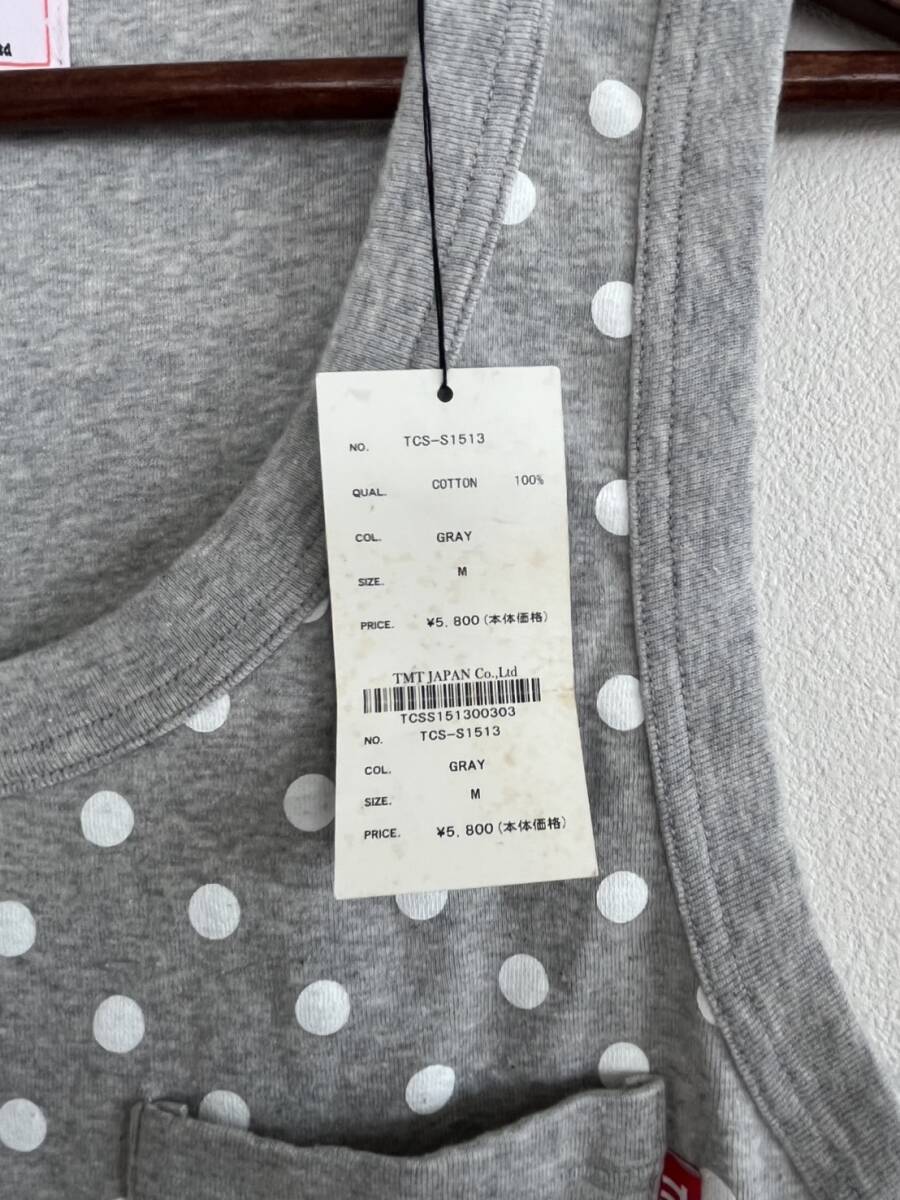 NO. TCS-S1513
QUAL. COTTON 100%
COL. GRAY
SIZE. M
PRICE. ¥5,800(本体価格)
TMT JAPAN Co.,Ltd
TCSS151300303
NO. TCS-S1513
COL. GRAY
SIZE. M
PRICE. ¥5,800(本体価格)